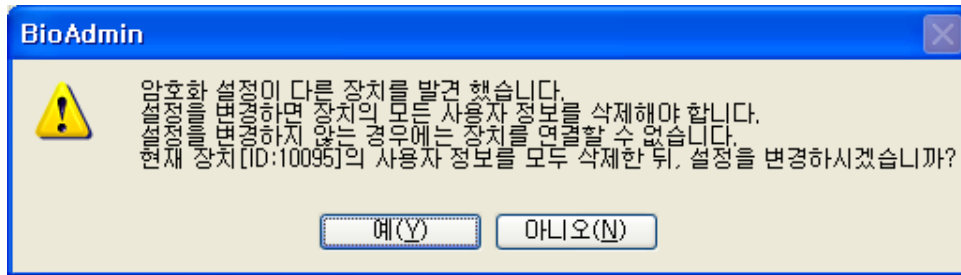 BioAdmin
암호화 설정이 다른 장치를 발견 했습니다.
설정을 변경하면 장치의 모든 사용자 정보를 삭제해야 합니다.
설정을 변경하지 않는 경우에는 장치를 연결할 수 없습니다.
현재 장치[ID:10095]의 사용자 정보를 모두 삭제한 뒤, 설정을 변경하시겠습니까?
예(Y)
아니오(N)